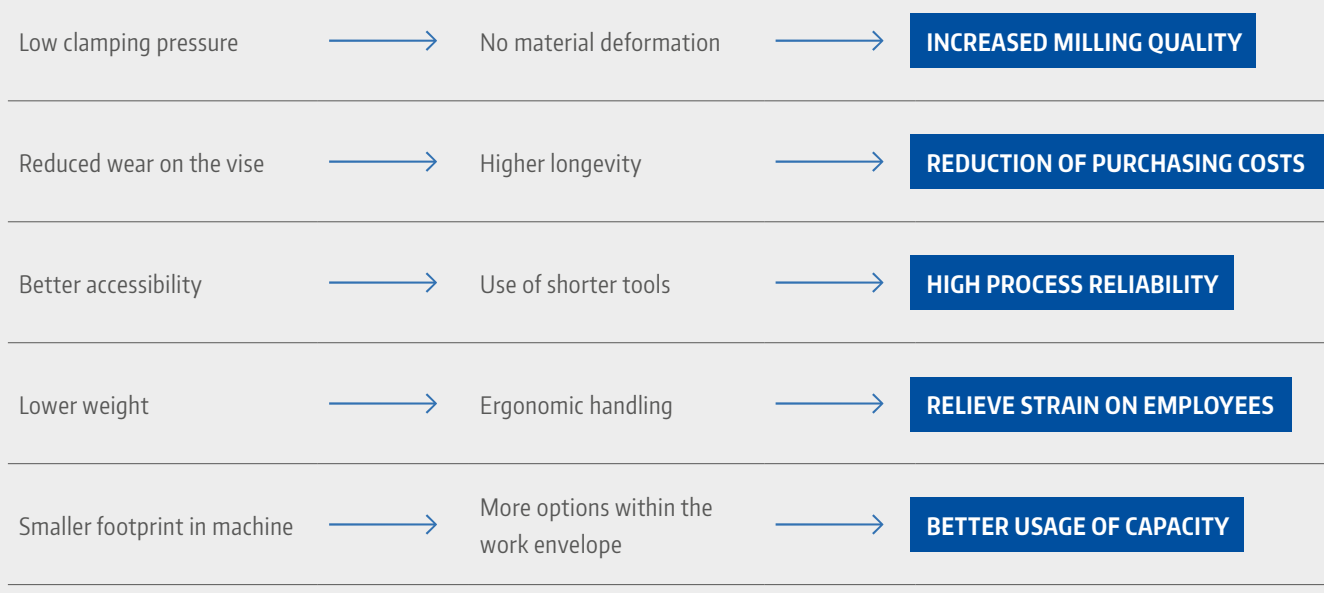 Low clamping pressure
No material deformation
INCREASED MILLING QUALITY
Reduced wear on the vise
Higher longevity
REDUCTION OF PURCHASING COSTS
Better accessibility
Use of shorter tools
HIGH PROCESS RELIABILITY
Lower weight
Ergonomic handling
RELIEVE STRAIN ON EMPLOYEES
Smaller footprint in machine
More options within the
work envelope
BETTER USAGE OF CAPACITY